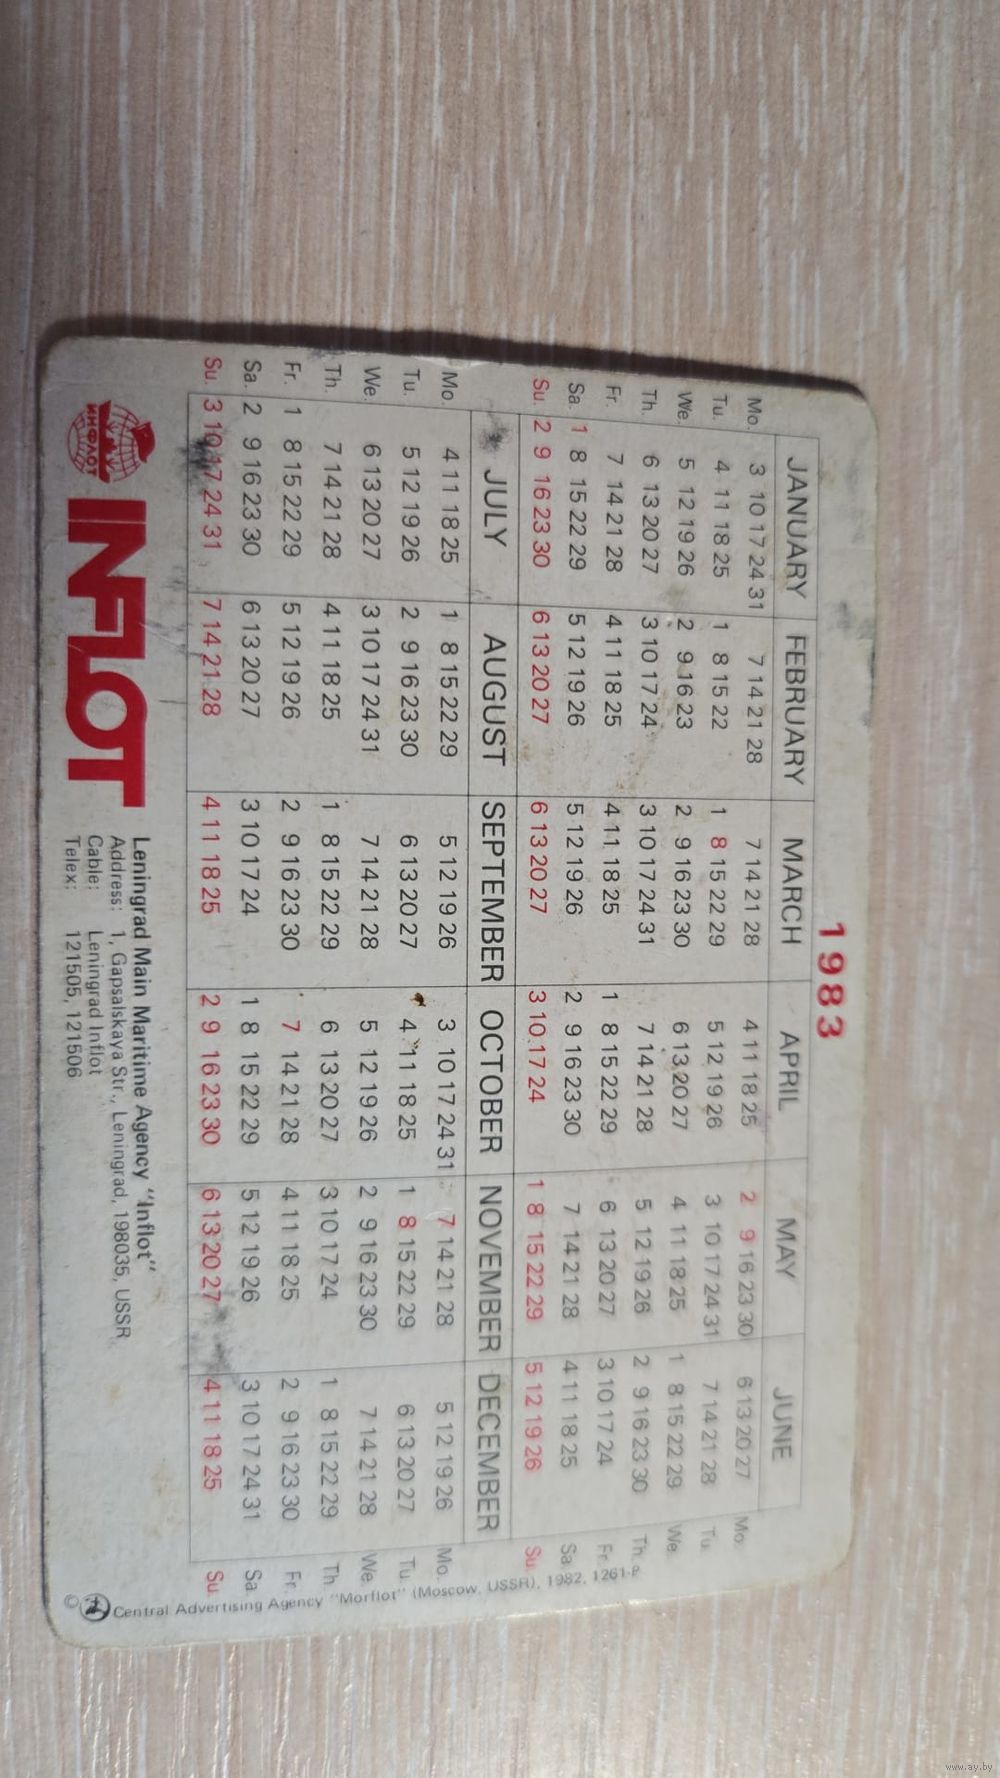 1983
JANUARY FEBRUARY MARCH APRIL MAY JUNE
Mo. 3 10 17 24 31 7 14 21 28 7 14 21 28 4 11 18 25 2 9 16 23 30 6 13 20 27 Mo.
Tu. 4 11 18 25 1 8 15 22 1 8 15 22 29 5 12 19 26 3 10 17 24 31 7 14 21 28 Tu.
We. 5 12 19 26 2 9 16 23 2 9 16 23 30 6 13 20 27 4 11 18 25 1 8 15 22 29 We.
Th. 6 13 20 27 3 10 17 24 3 10 17 24 31 7 14 21 28 5 12 19 26 2 9 16 23 30 Th.
Fr. 7 14 21 28 4 11 18 25 4 11 18 25 1 8 15 22 29 6 13 20 27 3 10 17 24 Fr.
Sa. 1 8 15 22 29 5 12 19 26 5 12 19 26 2 9 16 23 30 7 14 21 28 4 11 18 25 Sa.
Su. 2 9 16 23 30 6 13 20 27 6 13 20 27 3 10 17 24 1 8 15 22 29 5 12 19 26 Su.
JULY AUGUST SEPTEMBER OCTOBER NOVEMBER DECEMBER
Mo. 4 11 18 25 1 8 15 22 29 5 12 19 26 3 10 17 24 31 7 14 21 28 5 12 19 26 Mo.
Tu. 5 12 19 26 2 9 16 23 30 6 13 20 27 4 11 18 25 1 8 15 22 29 6 13 20 27 Tu.
We. 6 13 20 27 3 10 17 24 31 7 14 21 28 5 12 19 26 2 9 16 23 30 7 14 21 28 We.
Th. 7 14 21 28 4 11 18 25 1 8 15 22 29 6 13 20 27 3 10 17 24 1 8 15 22 29 Th.
Fr. 1 8 15 22 29 5 12 19 26 2 9 16 23 30 7 14 21 28 4 11 18 25 2 9 16 23 30 Fr.
Sa. 2 9 16 23 30 6 13 20 27 3 10 17 24 1 8 15 22 29 5 12 19 26 3 10 17 24 31 Sa.
Su. 3 10 17 24 31 7 14 21 28 4 11 18 25 2 9 16 23 30 6 13 20 27 4 11 18 25 Su.
ИНФЛОТ
INFLOT
Leningrad Main Maritime Agency "Inflot"
Address: 1, Gapsalskaya Str., Leningrad, 198035, USSR
Cable: Leningrad Inflot
Telex: 121505, 121506
© Central Advertising Agency "Morflot" (Moscow, USSR), 1982, 1261-P
www.ay.by